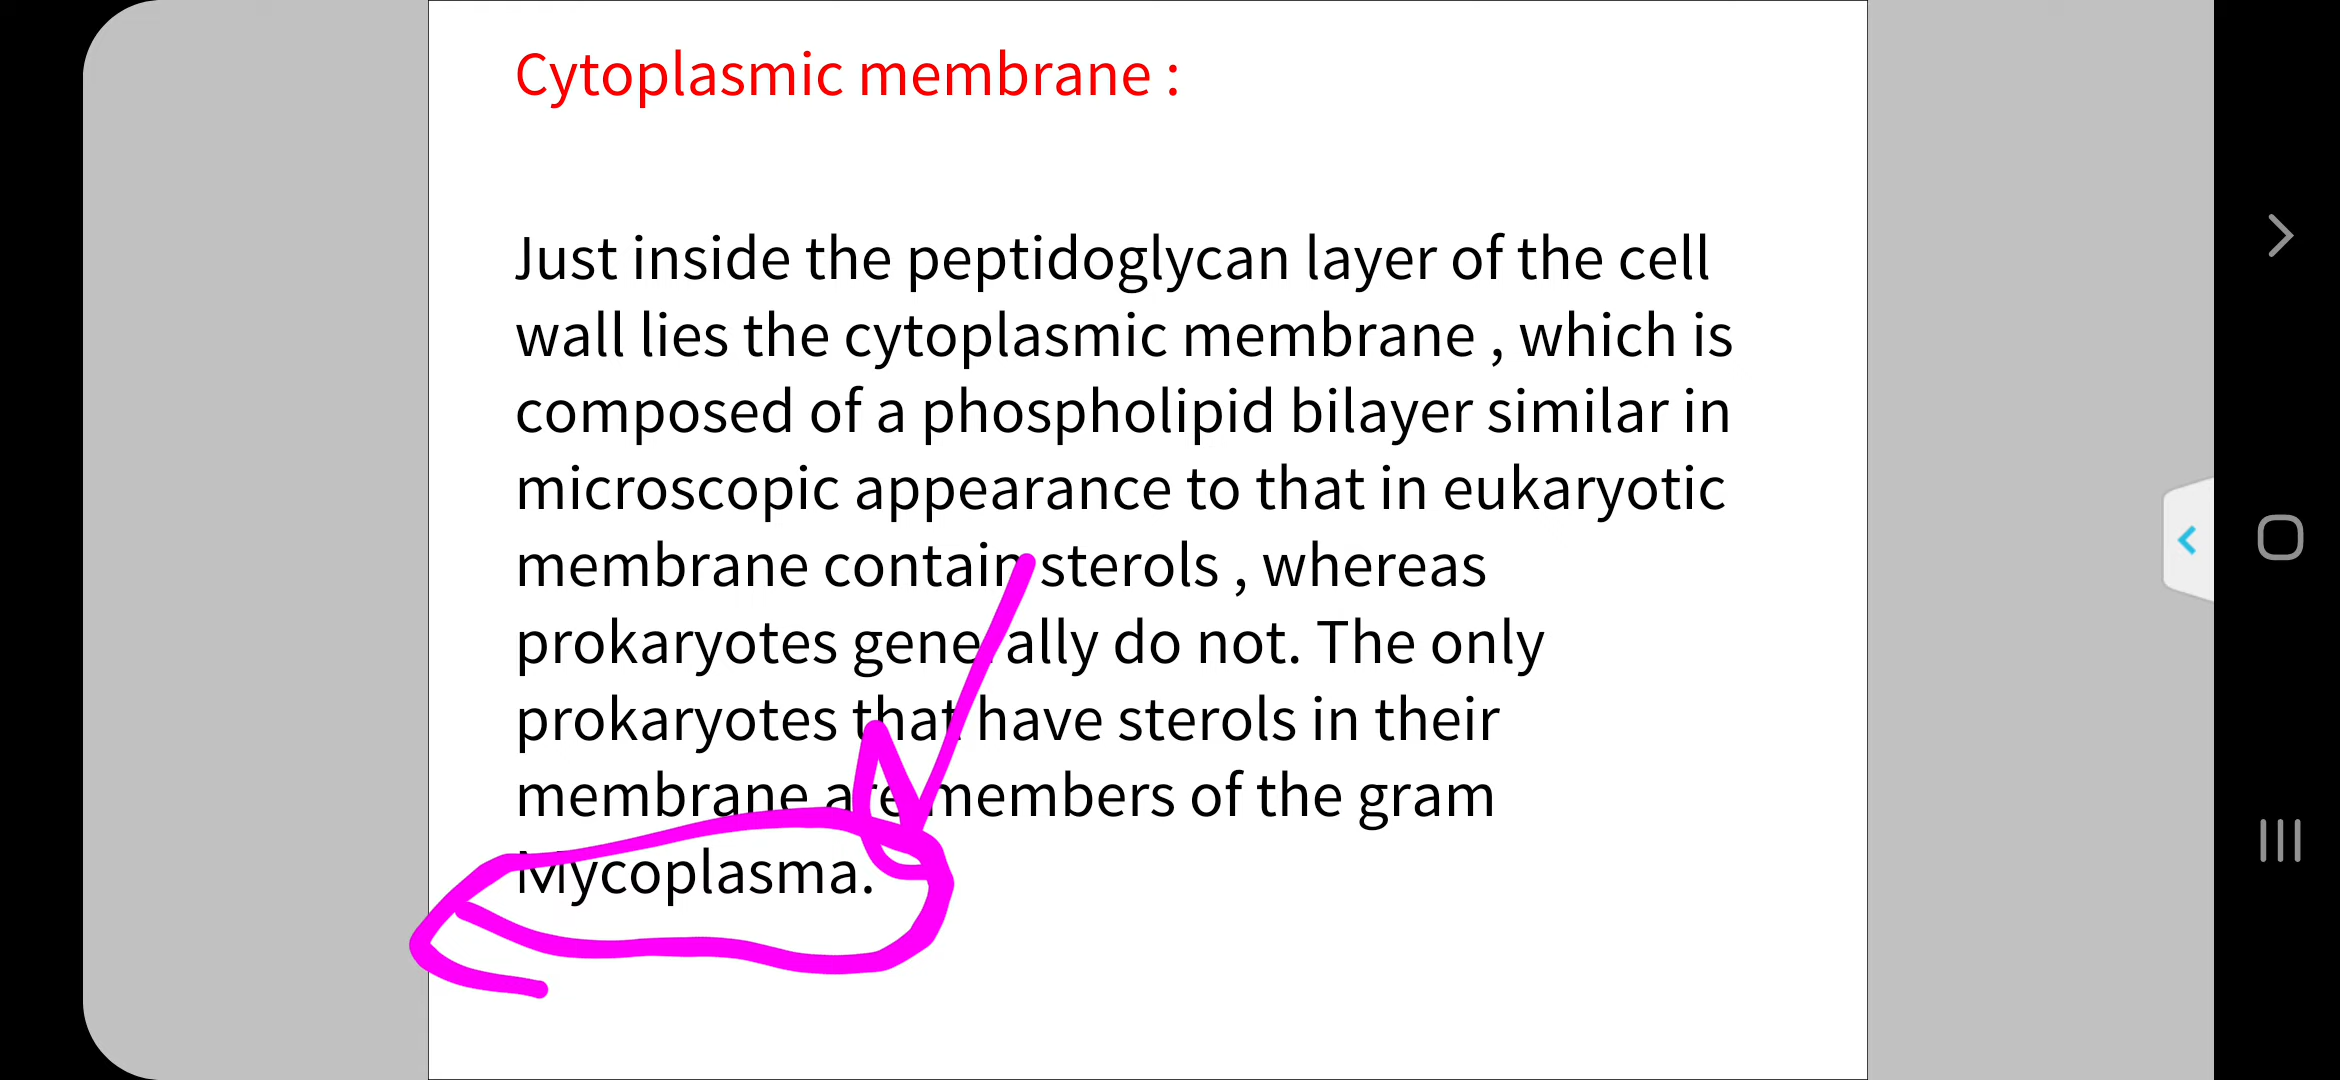 Cytoplasmic membrane :
Just inside the peptidoglycan layer of the cell
wall lies the cytoplasmic membrane , which is
composed of a phospholipid bilayer similar in
microscopic appearance to that in eukaryotic
membrane contain sterols , whereas
prokaryotes generally do not. The only
prokaryotes that have sterols in their
membrane are members of the gram
Mycoplasma.